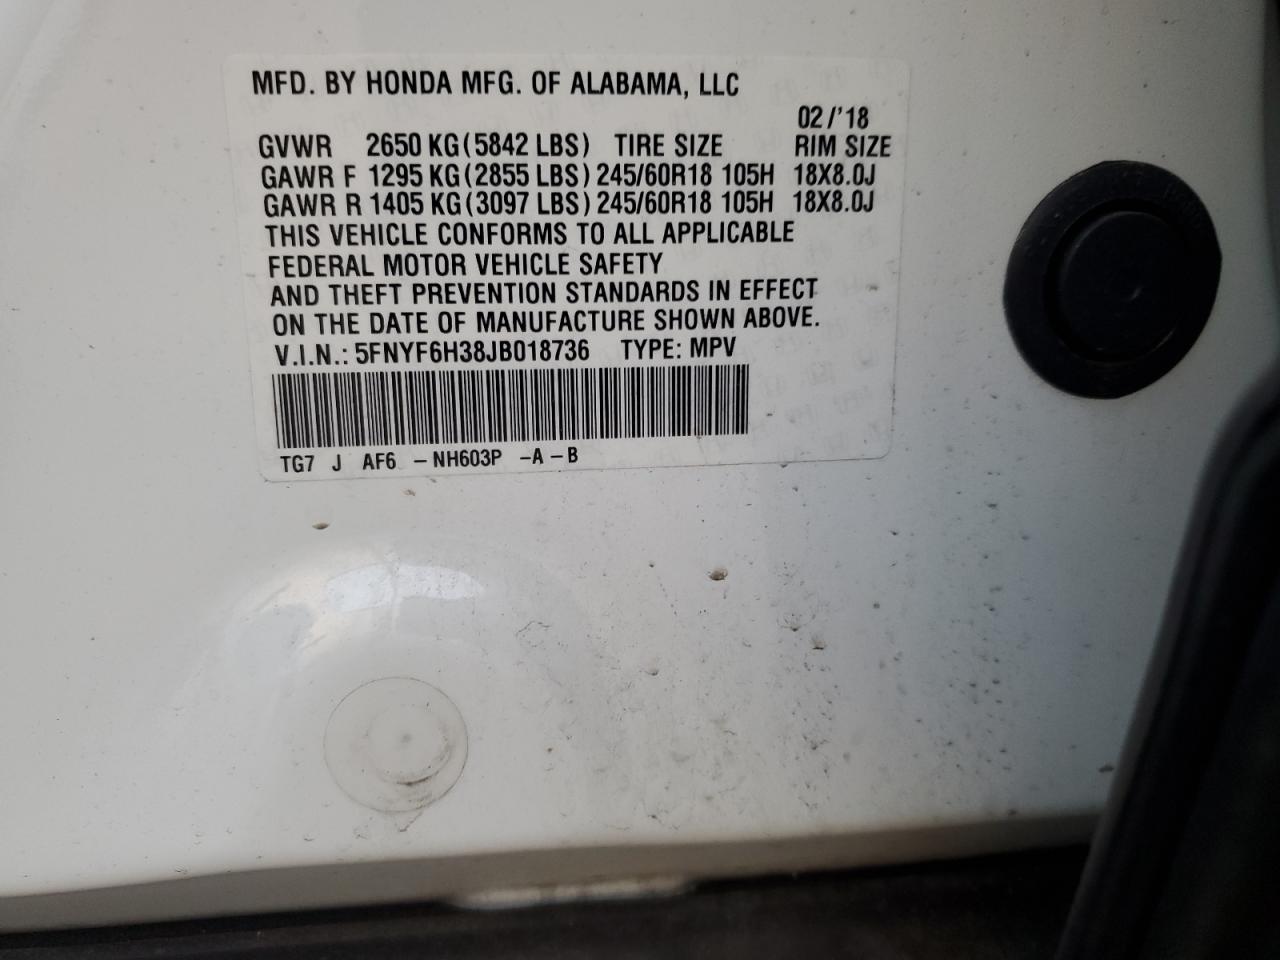 MFD. BY HONDA MFG. OF ALABAMA, LLC
02/'18
GVWR 2650 KG(5842 LBS) TIRE SIZE RIM SIZE
GAWR F 1295 KG(2855 LBS) 245/60R18 105H 18X8.0J
GAWR R 1405 KG(3097 LBS) 245/60R18 105H 18X8.0J
THIS VEHICLE CONFORMS TO ALL APPLICABLE
FEDERAL MOTOR VEHICLE SAFETY
AND THEFT PREVENTION STANDARDS IN EFFECT
ON THE DATE OF MANUFACTURE SHOWN ABOVE.
V.I.N.: 5FNYF6H38JB018736 TYPE: MPV
TG7 J AF6 - NH603P -A - B